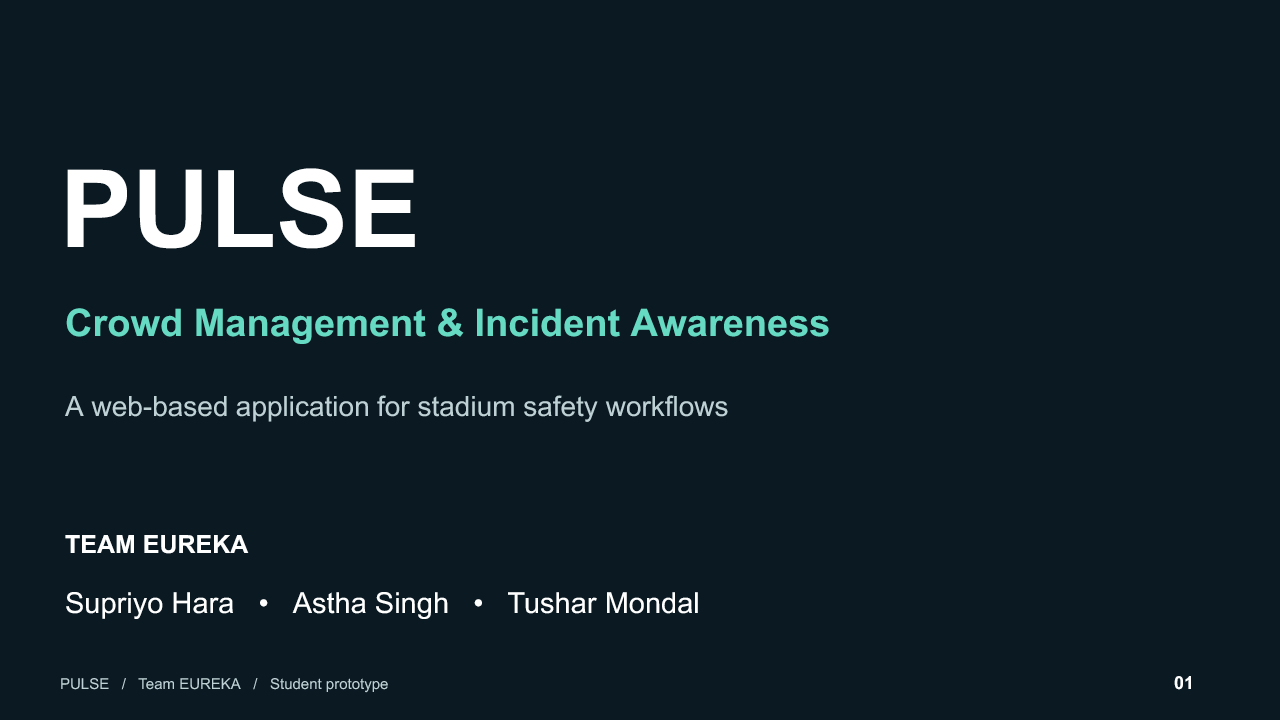 PULSE
Crowd Management & Incident Awareness
A web-based application for stadium safety workflows
TEAM EUREKA
Supriyo Hara • Astha Singh • Tushar Mondal
PULSE / Team EUREKA / Student prototype 01